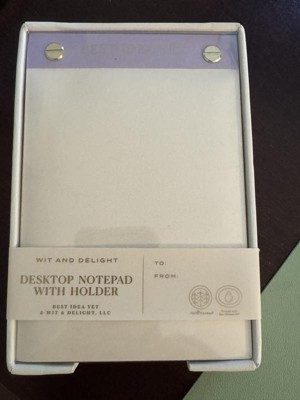 WIT AND DELIGHT
DESKTOP NOTEPAD
WITH HOLDER
BEST IDEA YET
© WIT & DELIGHT, LLC
TO:
FROM: